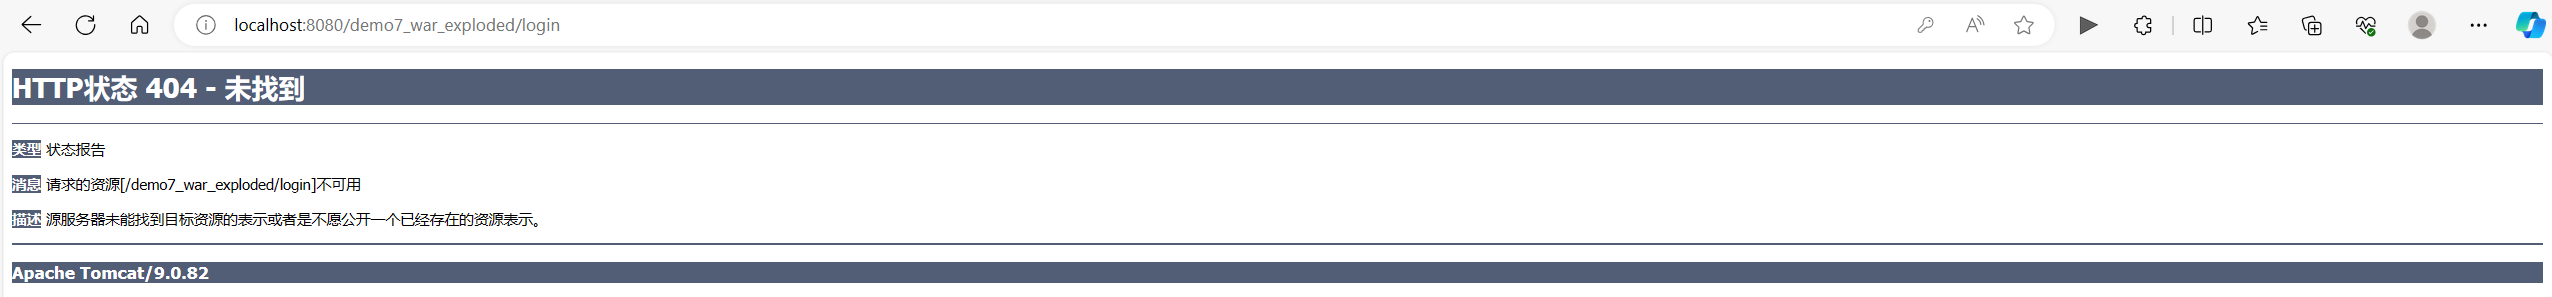 localhost:8080/demo7_war_exploded/login
HTTP状态 404 - 未找到
类型 状态报告
消息 请求的资源[/demo7_war_exploded/login]不可用
描述 源服务器未能找到目标资源的表示或者是不愿公开一个已经存在的资源表示。
Apache Tomcat/9.0.82